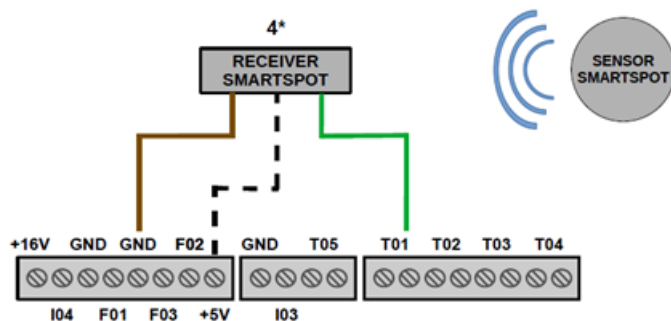 4*
RECEIVER
SMARTSPOT
SENSOR
SMARTSPOT
+16V GND GND F02 GND T05 T01 T02 T03 T04
I04 F01 F03 +5V I03